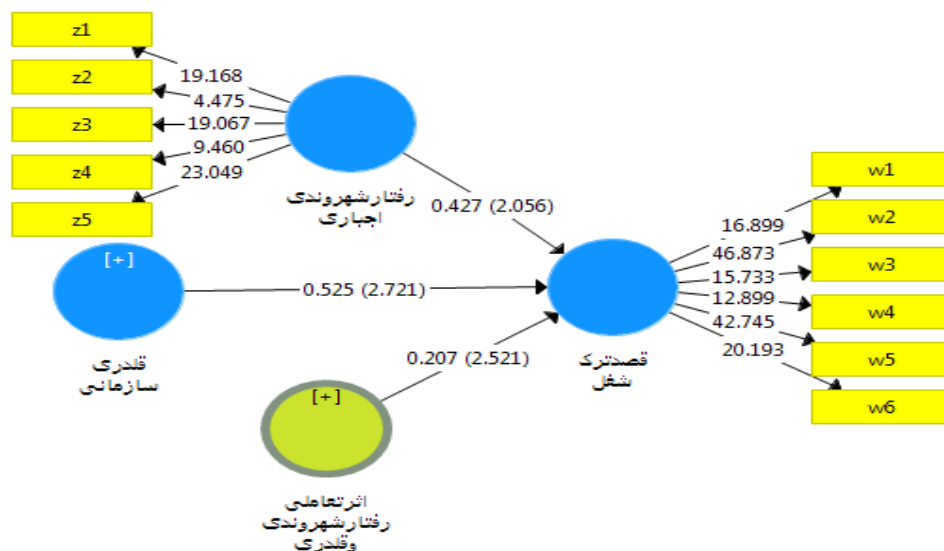 z1
z2
z3
z4
z5
19.168
4.475
19.067
9.460
23.049
رفتارشهروندی
اجباری
0.427 (2.056)
[+]
قلدری
سازمانی
0.525 (2.721)
[+]
اثرتعاملی
رفتارشهروندی
وقلدری
0.207 (2.521)
قصدترک
شغل
16.899
46.873
15.733
12.899
42.745
20.193
w1
w2
w3
w4
w5
w6